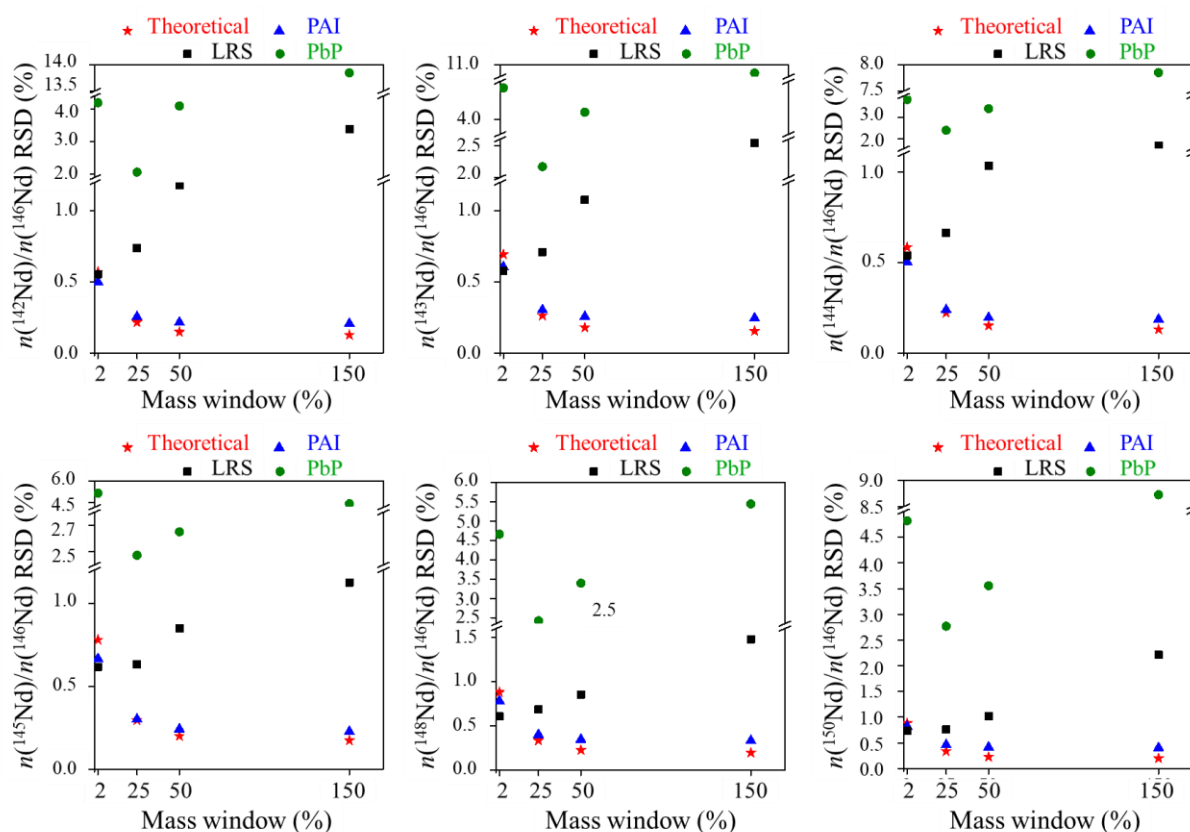 Theoretical PAI
LRS PbP
n(¹⁴²Nd)/n(¹⁴⁶Nd) RSD (%)
14.0
13.5
4.0
3.0
2.0
1.0
0.5
0.0
2 25 50 150
Mass window (%)
Theoretical PAI
LRS PbP
n(¹⁴³Nd)/n(¹⁴⁶Nd) RSD (%)
11.0
4.0
2.5
2.0
1.0
0.5
0.0
2 25 50 150
Mass window (%)
Theoretical PAI
LRS PbP
n(¹⁴⁴Nd)/n(¹⁴⁶Nd) RSD (%)
8.0
7.5
3.0
2.0
1.0
0.5
0.0
2 25 50 150
Mass window (%)
Theoretical PAI
LRS PbP
n(¹⁴⁵Nd)/n(¹⁴⁶Nd) RSD (%)
6.0
4.5
2.7
2.5
1.0
0.5
0.0
2 25 50 150
Mass window (%)
Theoretical PAI
LRS PbP
n(¹⁴⁸Nd)/n(¹⁴⁶Nd) RSD (%)
6.0
5.5
5.0
4.5
4.0
3.5
3.0
2.5
2.5
1.5
1.0
0.5
0.0
2 25 50 150
Mass window (%)
Theoretical PAI
LRS PbP
n(¹⁵⁰Nd)/n(¹⁴⁶Nd) RSD (%)
9.0
8.5
4.5
3.5
2.5
2.0
1.5
1.0
0.5
0.0
2 25 50 150
Mass window (%)